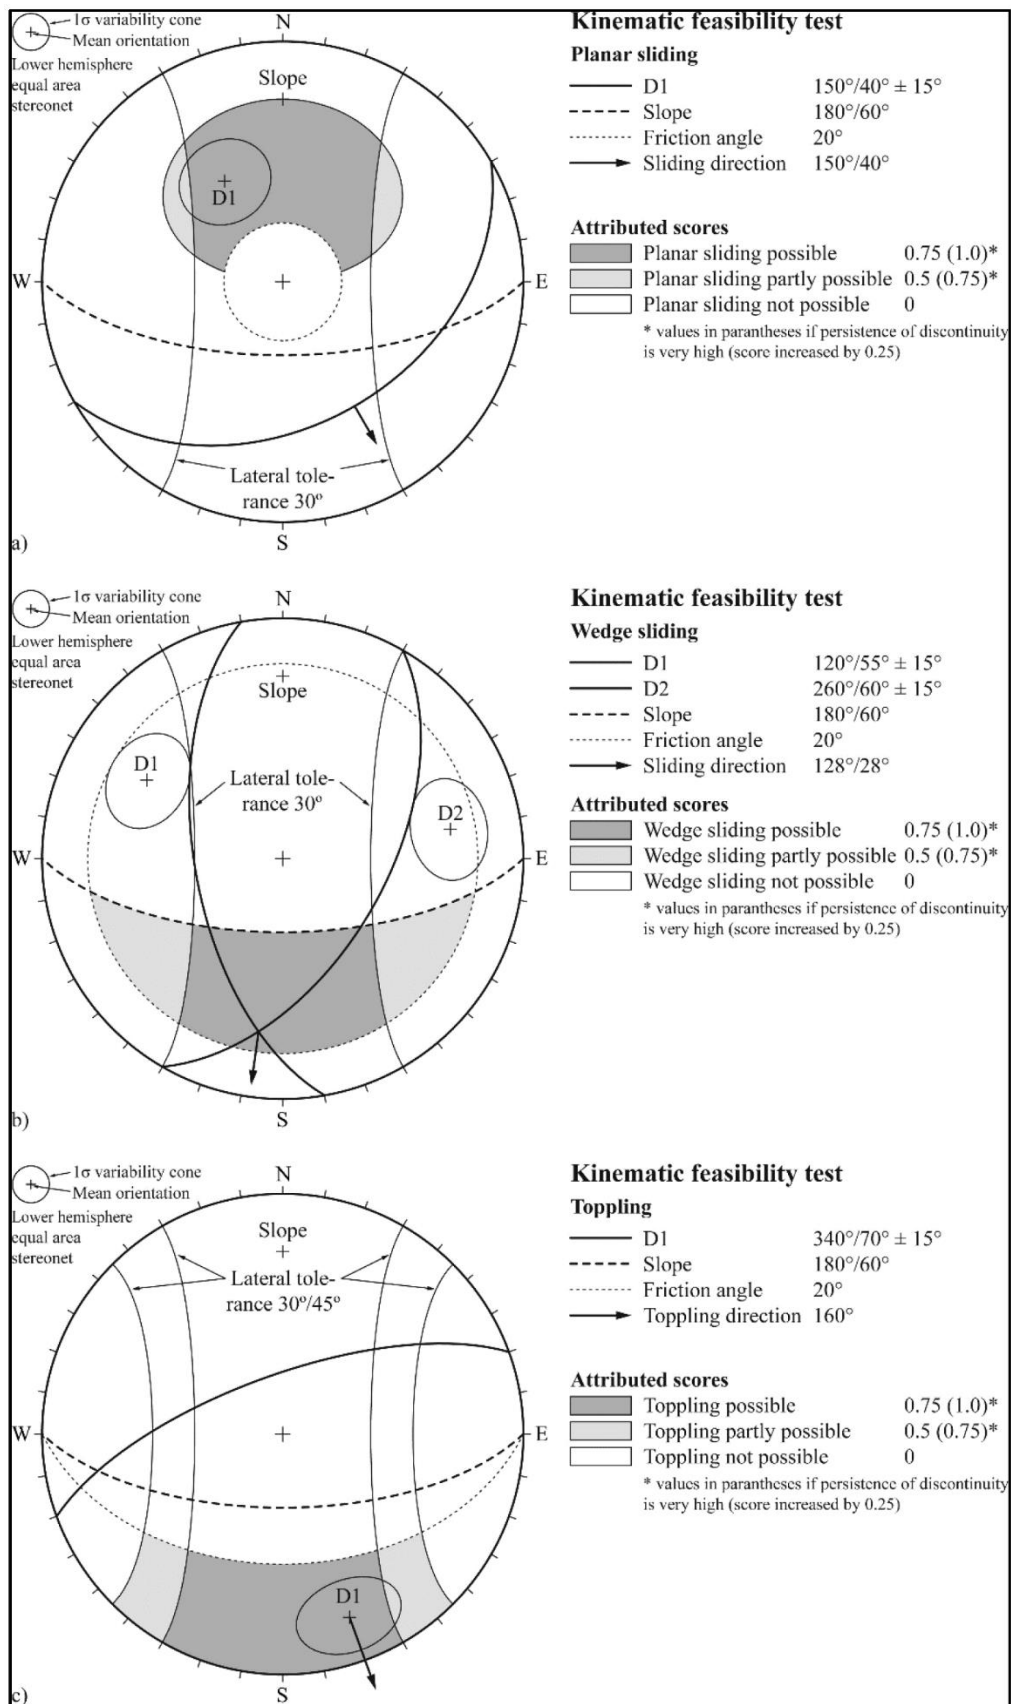 1σ variability cone
Mean orientation
Lower hemisphere
equal area
stereonet
N
Slope
D1
W
E
Lateral tole-
rance 30º
S
a)
Kinematic feasibility test
Planar sliding
D1 150°/40° ± 15°
Slope 180°/60°
Friction angle 20°
Sliding direction 150°/40°
Attributed scores
Planar sliding possible 0.75 (1.0)*
Planar sliding partly possible 0.5 (0.75)*
Planar sliding not possible 0
* values in parantheses if persistence of discontinuity
is very high (score increased by 0.25)
1σ variability cone
Mean orientation
Lower hemisphere
equal area
stereonet
N
Slope
D1
Lateral tole-
rance 30º
D2
W
E
S
b)
Kinematic feasibility test
Wedge sliding
D1 120°/55° ± 15°
D2 260°/60° ± 15°
Slope 180°/60°
Friction angle 20°
Sliding direction 128°/28°
Attributed scores
Wedge sliding possible 0.75 (1.0)*
Wedge sliding partly possible 0.5 (0.75)*
Wedge sliding not possible 0
* values in parantheses if persistence of discontinuity
is very high (score increased by 0.25)
1σ variability cone
Mean orientation
Lower hemisphere
equal area
stereonet
N
Slope
Lateral tole-
rance 30º/45º
W
E
D1
S
c)
Kinematic feasibility test
Toppling
D1 340°/70° ± 15°
Slope 180°/60°
Friction angle 20°
Toppling direction 160°
Attributed scores
Toppling possible 0.75 (1.0)*
Toppling partly possible 0.5 (0.75)*
Toppling not possible 0
* values in parantheses if persistence of discontinuity
is very high (score increased by 0.25)